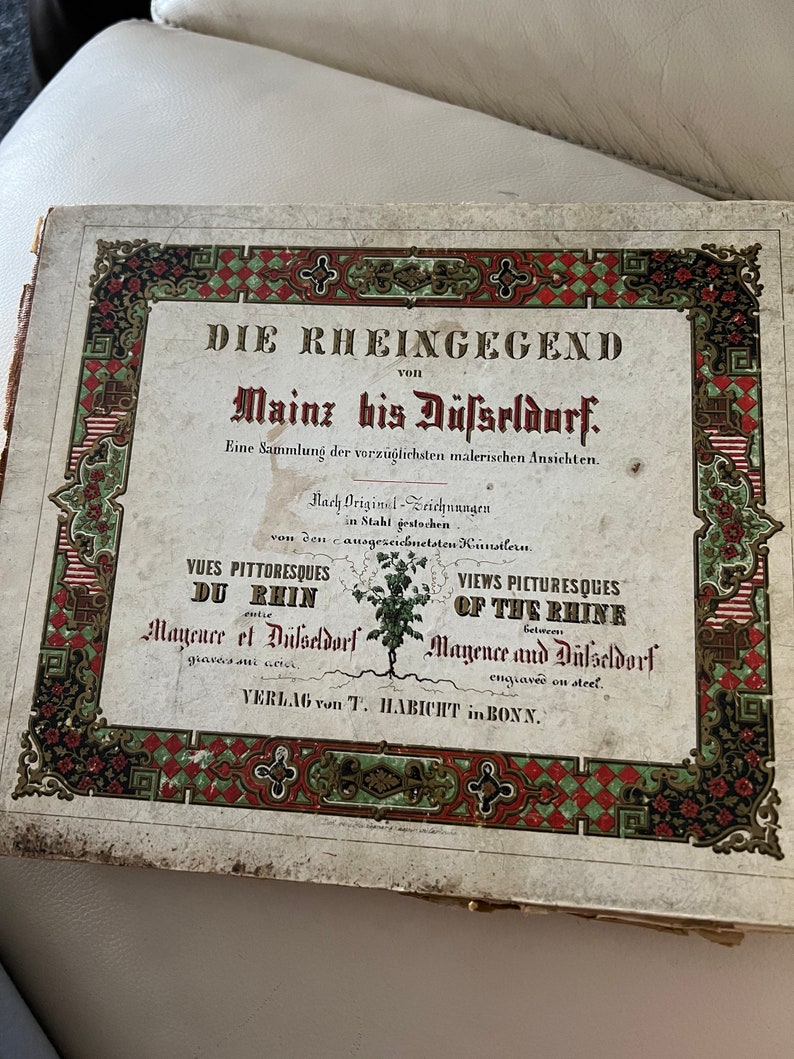 DIE RHEINGEGEND
von
Mainz bis Düsseldorf.
Eine Sammlung der vorzüglichsten malerischen Ansichten.
Nach Original-Zeichnungen
in Stahl gestochen
von den ausgezeichnetsten Künstlern.
VUES PITTORESQUES
DU RHIN
entre
Mayence et Düsseldorf
gravées sur acier.
VIEWS PICTURESQUES
OF THE RHINE
between
Mayence and Düsseldorf
engraved on steel.
VERLAG von T. HABICHT in BONN.